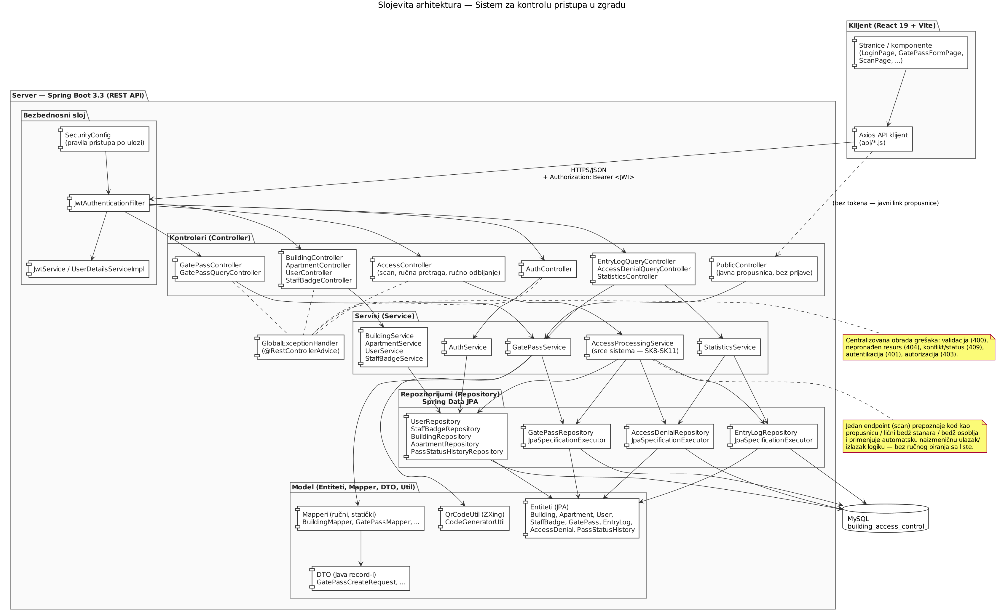 Slojevita arhitektura — Sistem za kontrolu pristupa u zgradu
Klijent (React 19 + Vite)
Stranice / komponente
(LoginPage, GatePassFormPage,
ScanPage, ...)
Axios API klijent
(api/*.js)
Server — Spring Boot 3.3 (REST API)
Bezbednosni sloj
SecurityConfig
(pravila pristupa po ulozi)
HTTPS/JSON
+ Authorization: Bearer <JWT>
JwtAuthenticationFilter
(bez tokena — javni link propusnice)
JwtService / UserDetailsServiceImpl
Kontroleri (Controller)
GatePassController
GatePassQueryController
BuildingController
ApartmentController
UserController
StaffBadgeController
AccessController
(scan, ručna pretraga, ručno odbijanje)
AuthController
EntryLogQueryController
AccessDenialQueryController
StatisticsController
PublicController
(javna propusnica, bez prijave)
GlobalExceptionHandler
(@RestControllerAdvice)
Servisi (Service)
BuildingService
ApartmentService
UserService
StaffBadgeService
AuthService
GatePassService
AccessProcessingService
(srce sistema — SK8-SK11)
StatisticsService
Centralizovana obrada grešaka: validacija (400),
nepronađen resurs (404), konflikt/status (409),
autentikacija (401), autorizacija (403).
Repozitorijumi (Repository)
Spring Data JPA
UserRepository
StaffBadgeRepository
BuildingRepository
ApartmentRepository
PassStatusHistoryRepository
GatePassRepository
JpaSpecificationExecutor
AccessDenialRepository
JpaSpecificationExecutor
EntryLogRepository
JpaSpecificationExecutor
Jedan endpoint (scan) prepoznaje kod kao
propusnicu / lični bedž stanara / bedž osoblja
i primenjuje automatsku naizmeničnu ulazak/
izlazak logiku — bez ručnog biranja sa liste.
Model (Entiteti, Mapper, DTO, Util)
Mapperi (ručni, statički)
BuildingMapper, GatePassMapper, ...
QrCodeUtil (ZXing)
CodeGeneratorUtil
Entiteti (JPA)
Building, Apartment, User,
StaffBadge, GatePass, EntryLog,
AccessDenial, PassStatusHistory
MySQL
building_access_control
DTO (Java record-i)
GatePassCreateRequest, ...